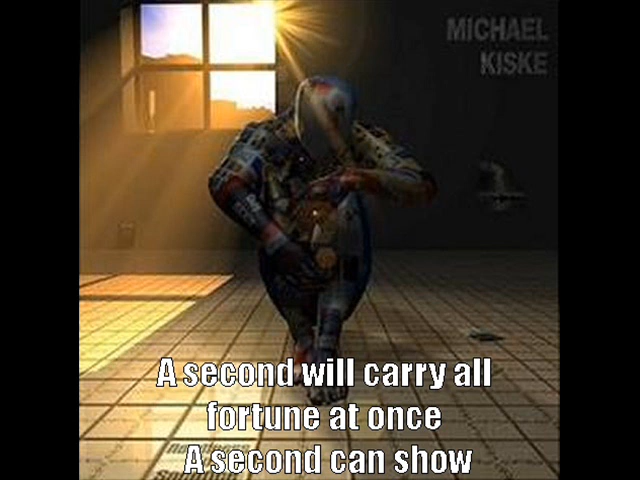 MICHAEL
KISKE
A second will carry all
fortune at once
A second can show